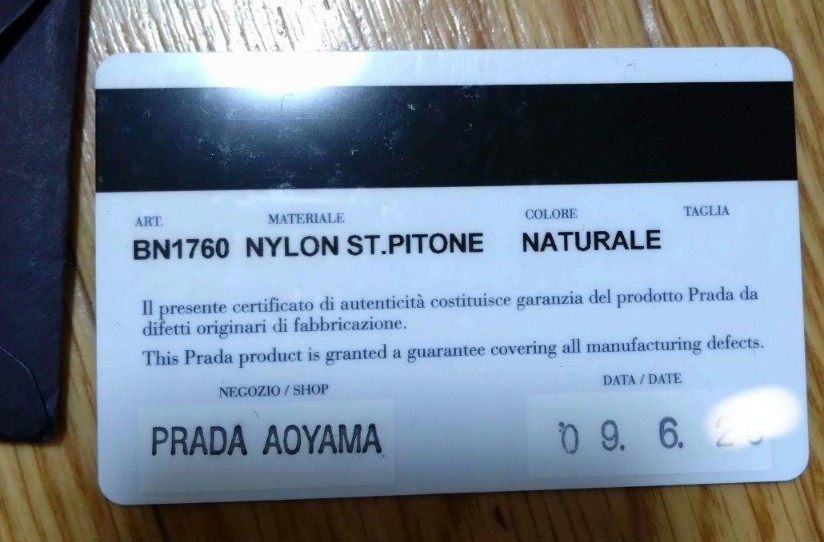 ART. MATERIALE COLORE TAGLIA
BN1760 NYLON ST.PITONE NATURALE
Il presente certificato di autenticità costituisce garanzia del prodotto Prada da
difetti originari di fabbricazione.
This Prada product is granted a guarantee covering all manufacturing defects.
NEGOZIO / SHOP DATA / DATE
PRADA AOYAMA '09. 6.